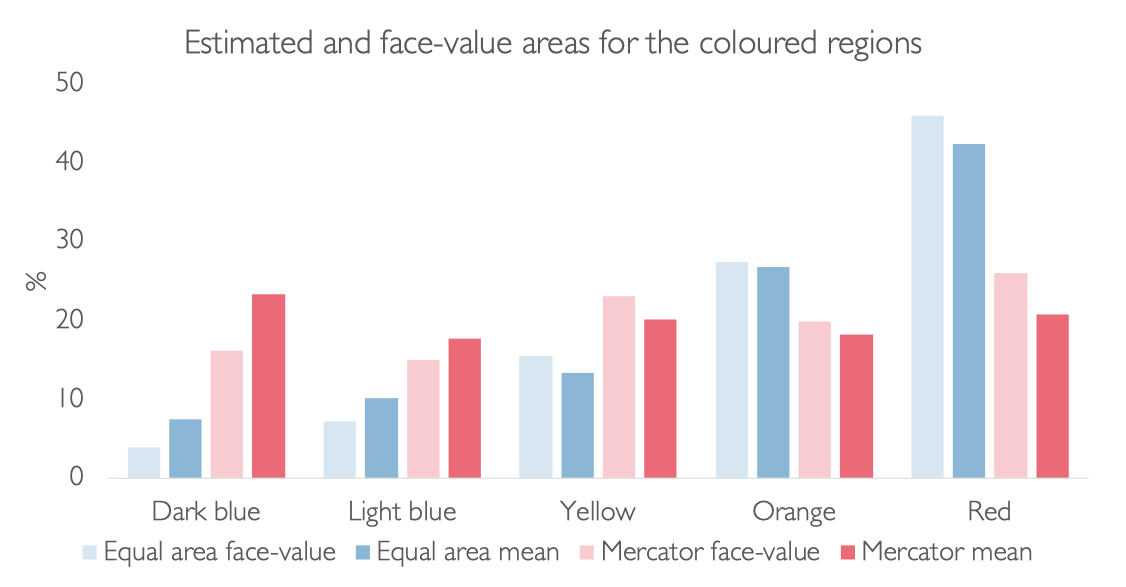 Estimated and face-value areas for the coloured regions
50
40
30
%
20
10
0
Dark blue Light blue Yellow Orange Red
Equal area face-value Equal area mean Mercator face-value Mercator mean